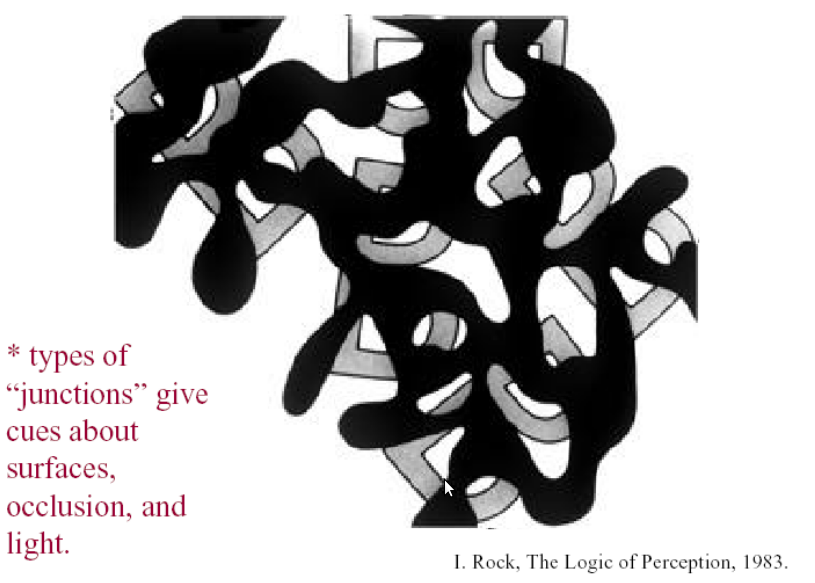 * types of
“junctions” give
cues about
surfaces,
occlusion, and
light.
I. Rock, The Logic of Perception, 1983.